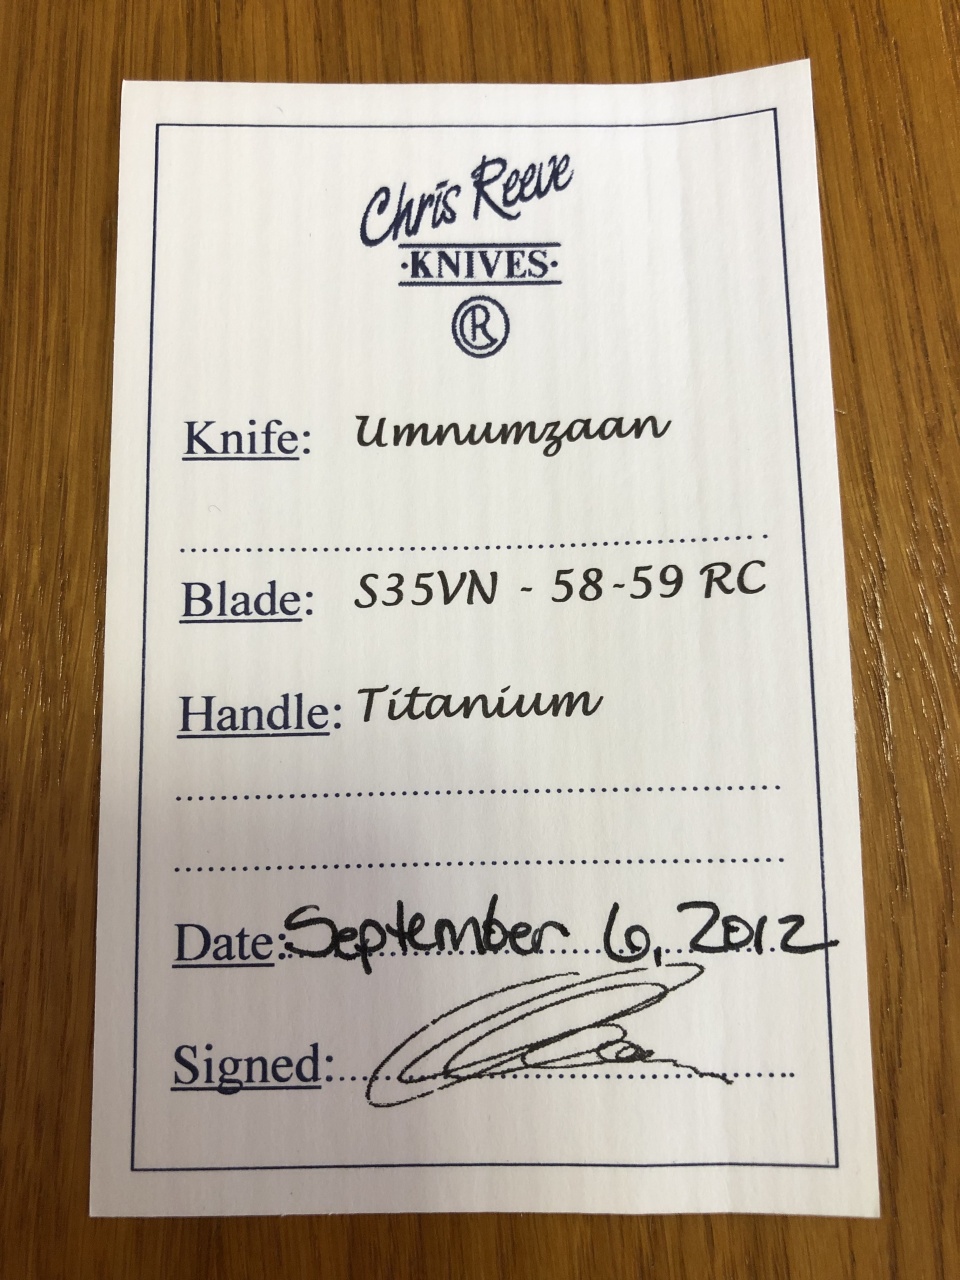 Chris Reeve
·KNIVES·
R
Knife: Umnumzaan
Blade: S35VN - 58-59 RC
Handle: Titanium
Date: September 6, 2012
Signed: